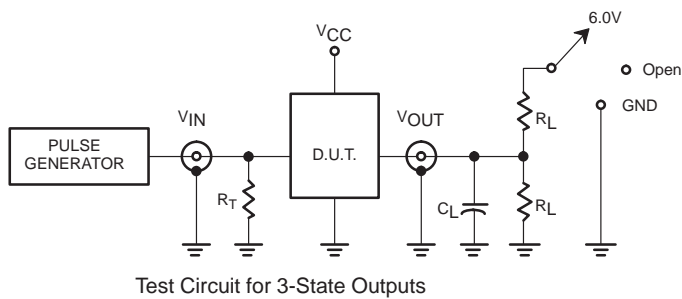 6.0V
VCC
Open
VIN
VOUT
RL
GND
PULSE
GENERATOR
D.U.T.
RT
CL
RL
Test Circuit for 3-State Outputs